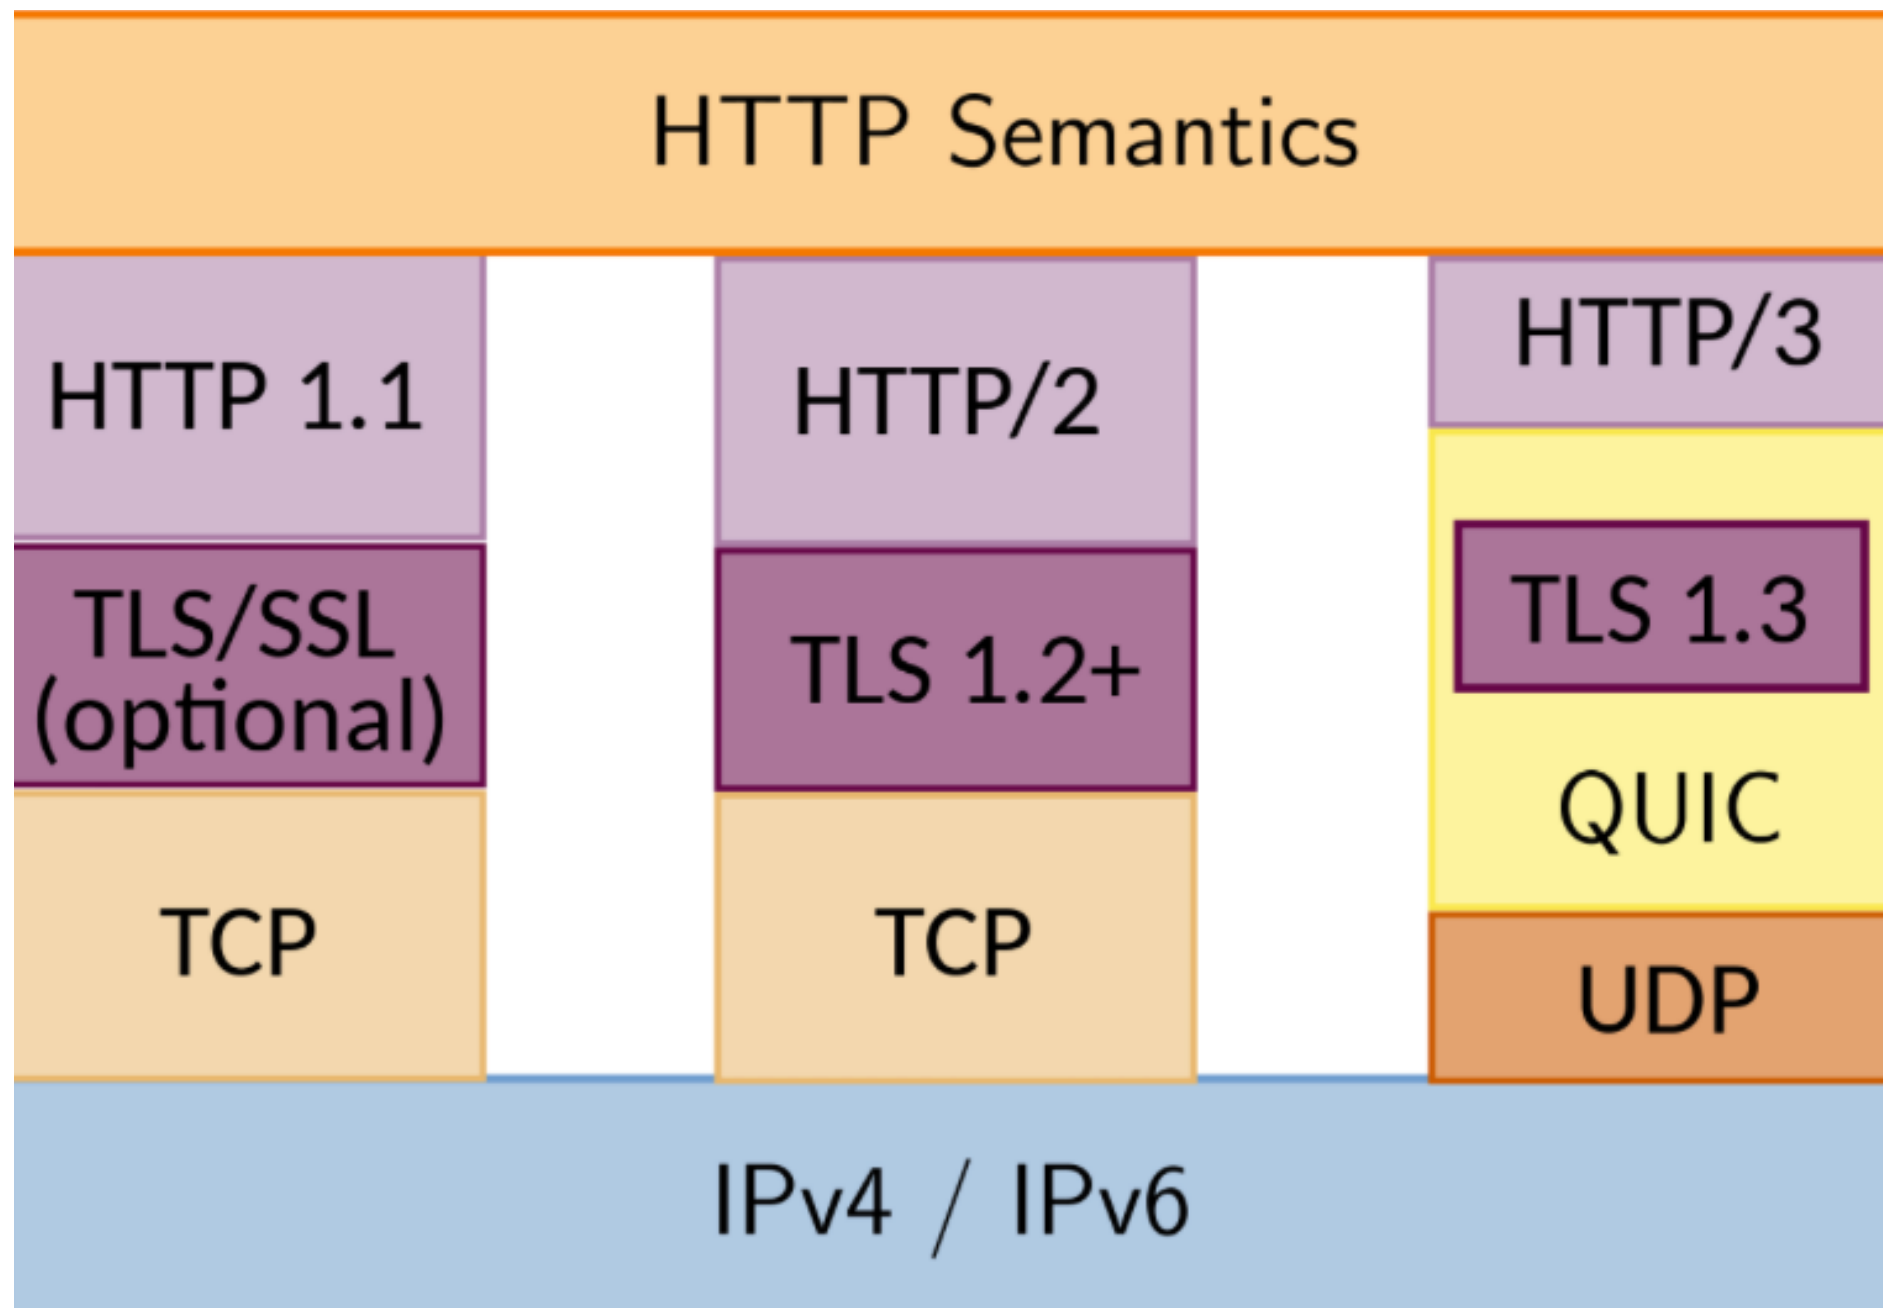 HTTP Semantics
HTTP 1.1
TLS/SSL
(optional)
TCP
HTTP/2
TLS 1.2+
TCP
HTTP/3
TLS 1.3
QUIC
UDP
IPv4 / IPv6